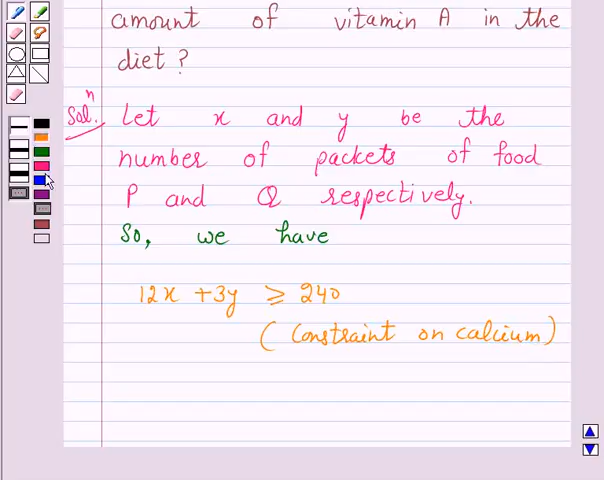 amount of vitamin A in the
diet ?
Solⁿ. Let x and y be the
number of packets of food
P and Q respectively.
So, we have
12x + 3y ≥ 240
( Constraint on calcium )